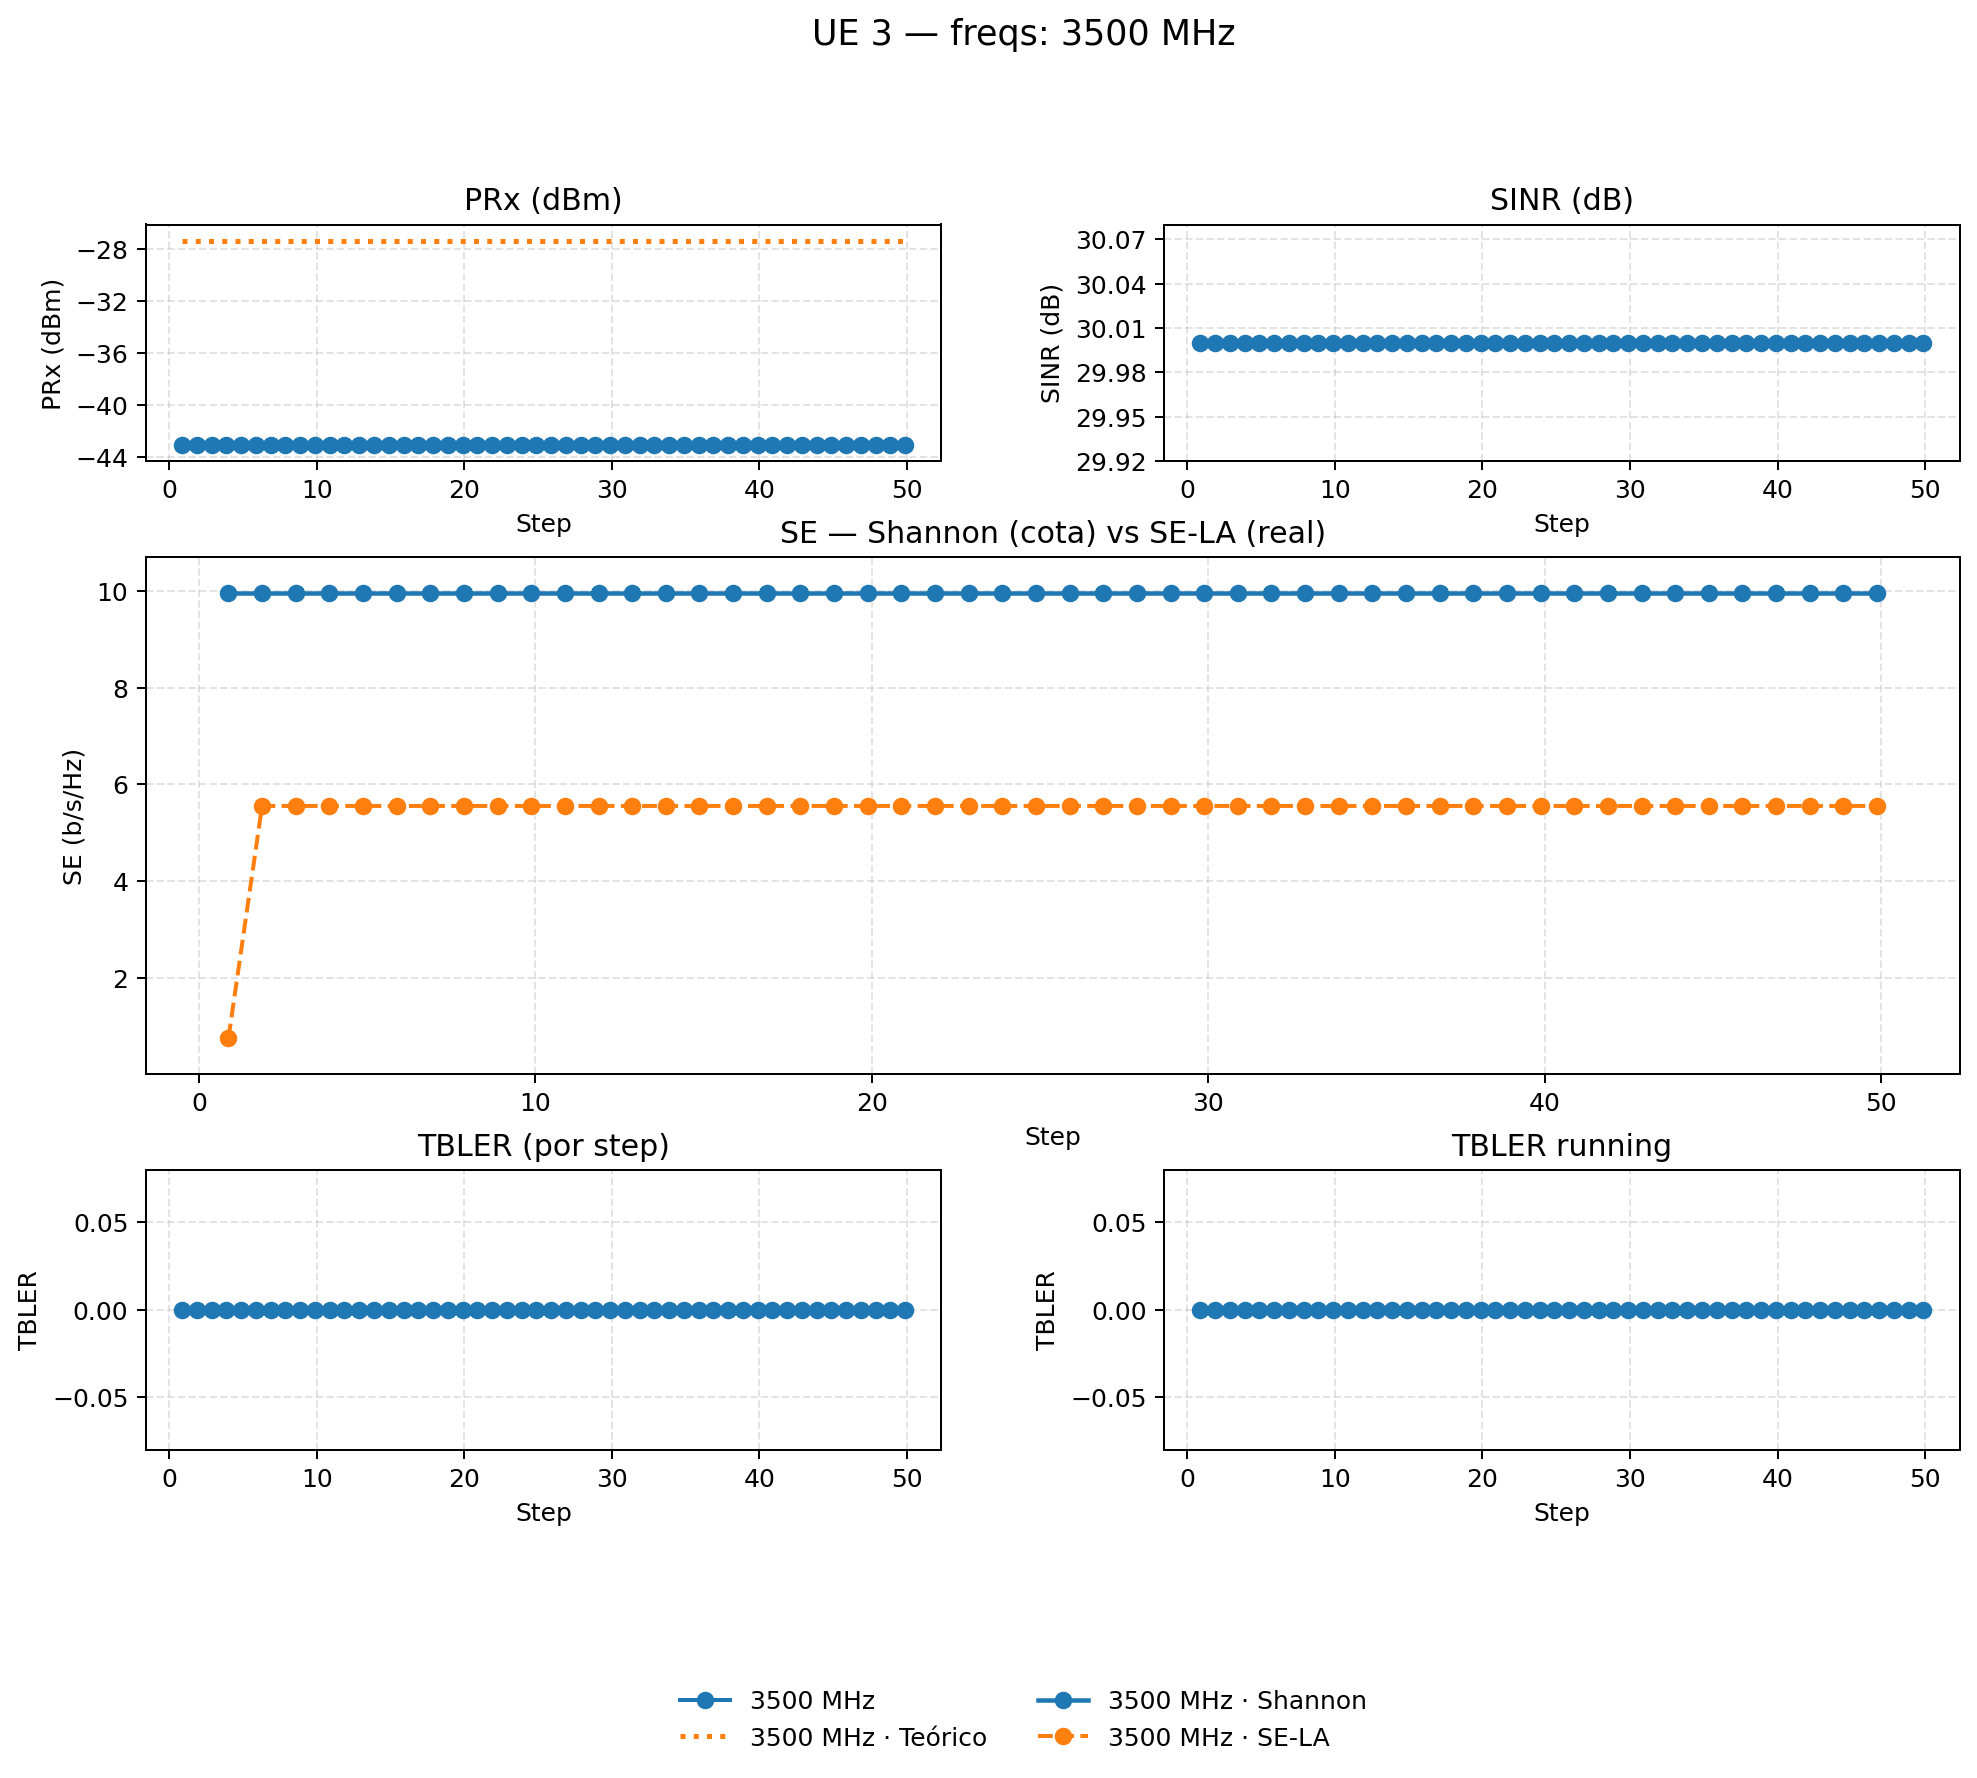 UE 3 — freqs: 3500 MHz
PRx (dBm)
PRx (dBm)
−28
−32
−36
−40
−44
0 10 20 30 40 50
Step
SINR (dB)
SINR (dB)
30.07
30.04
30.01
29.98
29.95
29.92
0 10 20 30 40 50
Step
SE — Shannon (cota) vs SE-LA (real)
SE (b/s/Hz)
10
8
6
4
2
0 10 20 30 40 50
Step
TBLER (por step)
TBLER
0.05
0.00
−0.05
0 10 20 30 40 50
Step
TBLER running
TBLER
0.05
0.00
−0.05
0 10 20 30 40 50
Step
3500 MHz
3500 MHz · Teórico
3500 MHz · Shannon
3500 MHz · SE-LA